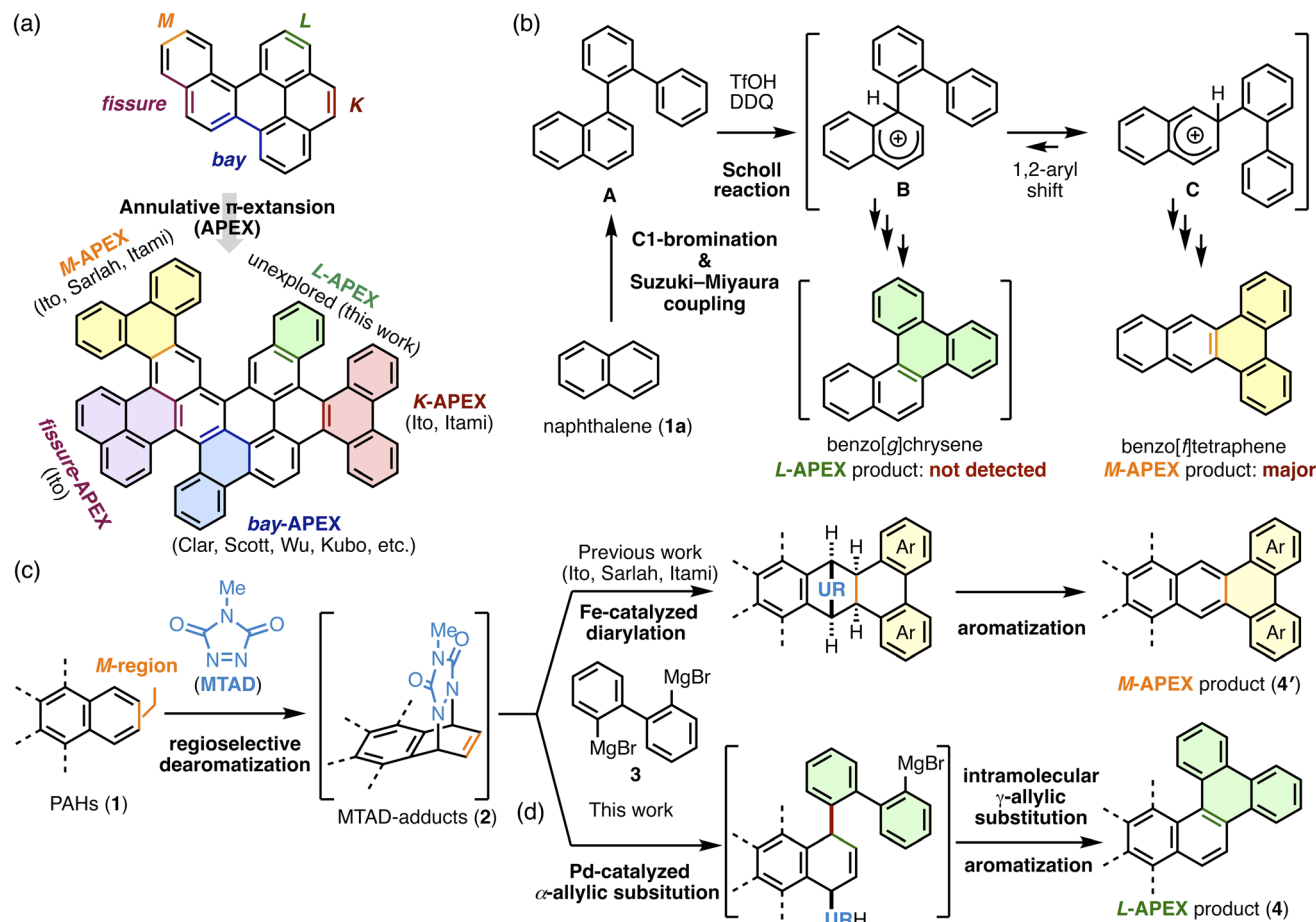 (a)
M
L
fissure
K
bay
Annulative π-extension
(APEX)
M-APEX
(Ito, Sarlah, Itami)
L-APEX
unexplored (this work)
K-APEX
(Ito, Itami)
fissure-APEX
(Ito)
bay-APEX
(Clar, Scott, Wu, Kubo, etc.)
(b)
A
TfOH
DDQ
Scholl
reaction
H
+
B
1,2-aryl
shift
H
+
C
C1-bromination
&
Suzuki–Miyaura
coupling
naphthalene (1a)
benzo[g]chrysene
L-APEX product: not detected
benzo[f]tetraphene
M-APEX product: major
(c)
Me
N
O
O
N=N
(MTAD)
M-region
PAHs (1)
regioselective
dearomatization
Me
N
O
O
N
N
MTAD-adducts (2)
Previous work
(Ito, Sarlah, Itami)
Fe-catalyzed
diarylation
MgBr
MgBr
3
H
H
UR
H
H
Ar
Ar
aromatization
Ar
Ar
M-APEX product (4′)
(d)
This work
Pd-catalyzed
α-allylic subsitution
MgBr
URH
intramolecular
γ-allylic
substitution
aromatization
L-APEX product (4)